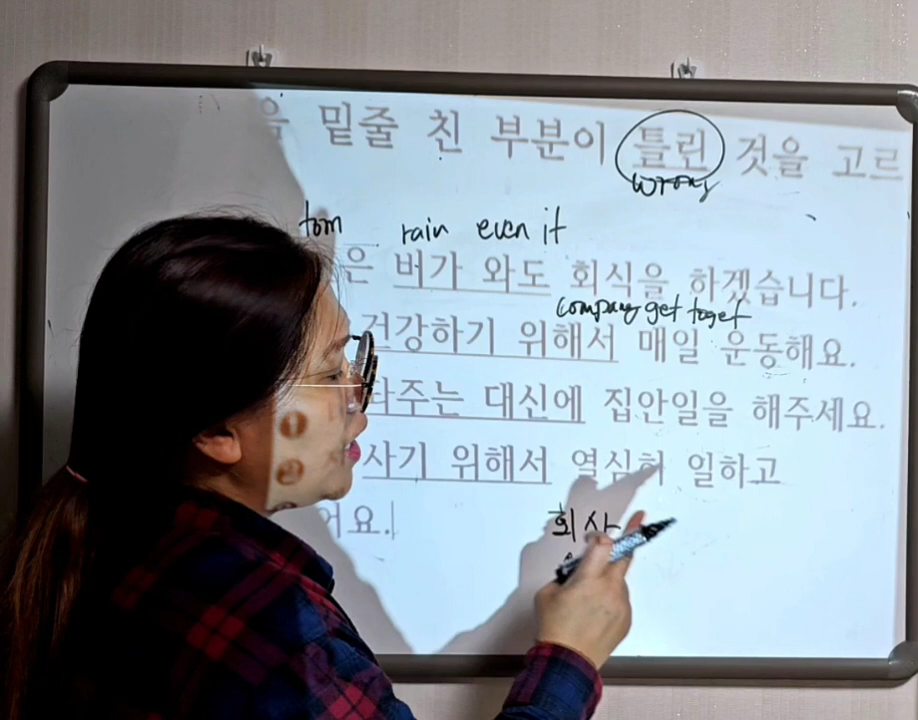 을 밑줄 친 부분이 틀린 것을 고르
wrong
tom rain even if
은 버가 와도 회식을 하겠습니다.
company get toget
건강하기 위해서 매일 운동해요.
타주는 대신에 집안일을 해주세요.
사기 위해서 열심히 일하고
어요.
회사